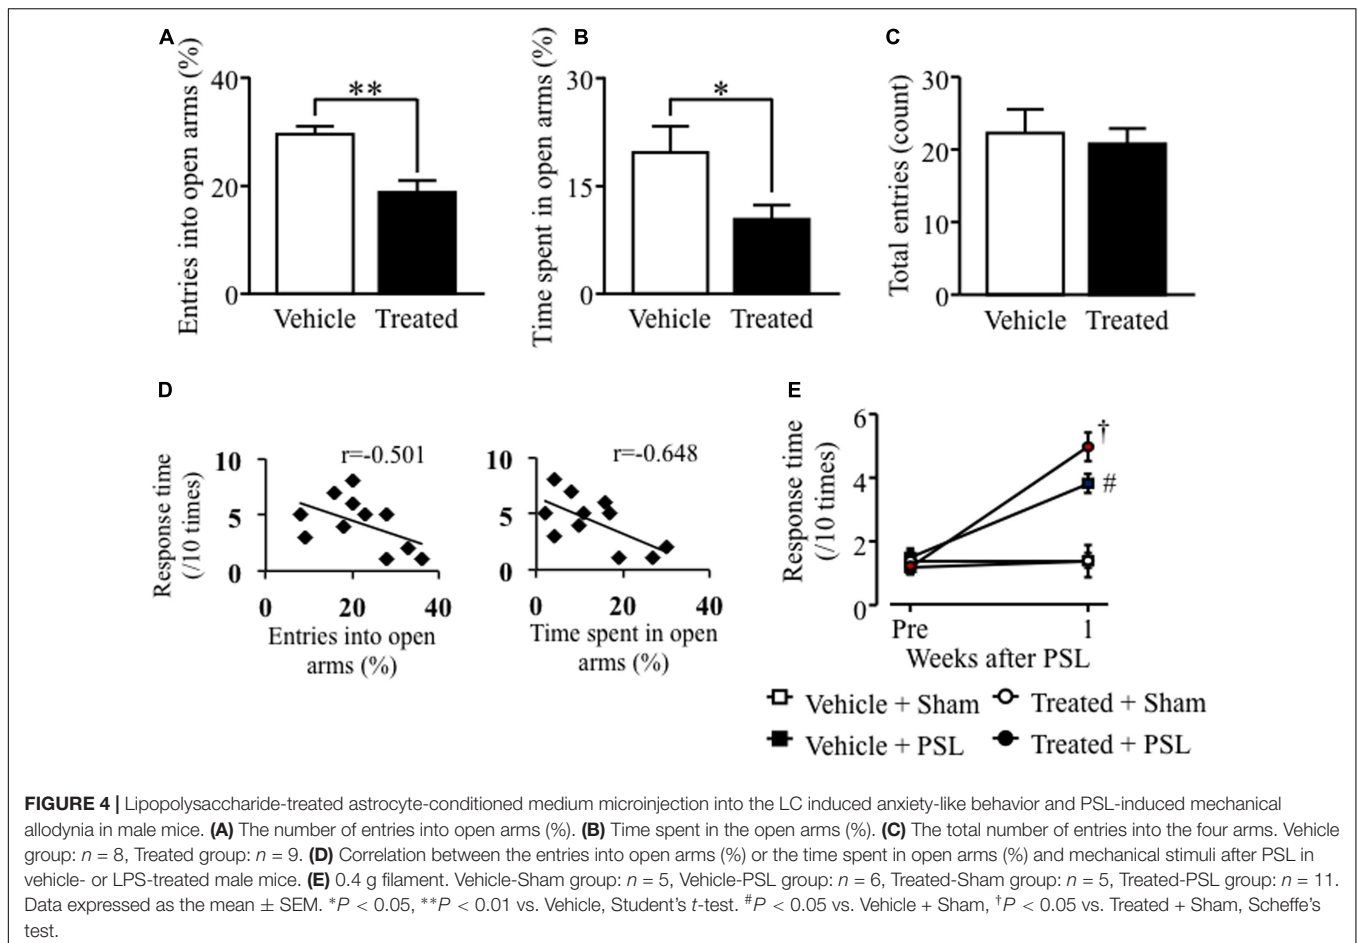 A
B
C
Entries into open arms (%)
40
20
0
**
Vehicle Treated
Time spent in open arms (%)
30
15
0
*
Vehicle Treated
Total entries (count)
30
20
10
0
Vehicle Treated
D
E
Response time
(/10 times)
10
5
0
r=-0.501
0 20 40
Entries into open
arms (%)
10
5
0
r=-0.648
0 20 40
Time spent in open
arms (%)
Response time
(/10 times)
6
4
2
0
†
#
Pre 1
Weeks after PSL
Vehicle + Sham Treated + Sham
Vehicle + PSL Treated + PSL
FIGURE 4 | Lipopolysaccharide-treated astrocyte-conditioned medium microinjection into the LC induced anxiety-like behavior and PSL-induced mechanical
allodynia in male mice. (A) The number of entries into open arms (%). (B) Time spent in the open arms (%). (C) The total number of entries into the four arms. Vehicle
group: n = 8, Treated group: n = 9. (D) Correlation between the entries into open arms (%) or the time spent in open arms (%) and mechanical stimuli after PSL in
vehicle- or LPS-treated male mice. (E) 0.4 g filament. Vehicle-Sham group: n = 5, Vehicle-PSL group: n = 6, Treated-Sham group: n = 5, Treated-PSL group: n = 11.
Data expressed as the mean ± SEM. *P < 0.05, **P < 0.01 vs. Vehicle, Student's t-test. #P < 0.05 vs. Vehicle + Sham, †P < 0.05 vs. Treated + Sham, Scheffe's
test.